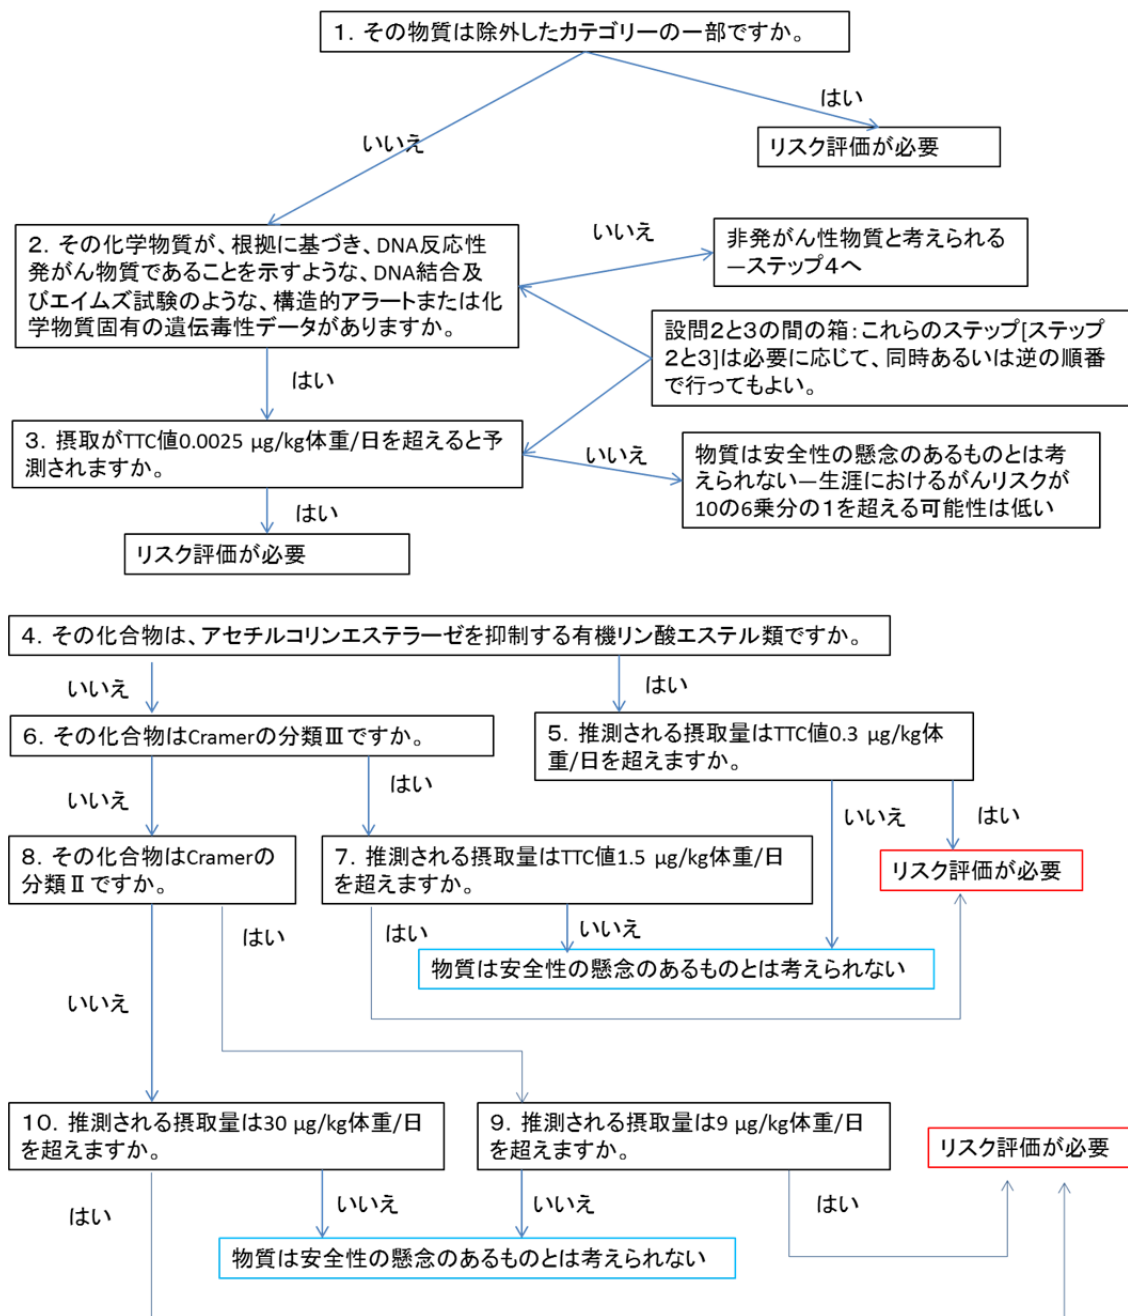 1. その物質は除外したカテゴリーの一部ですか。
はい
いいえ
リスク評価が必要
2. その化学物質が、根拠に基づき、DNA反応性
発がん物質であることを示すような、DNA結合及
びエイムズ試験のような、構造的アラートまたは化
学物質固有の遺伝毒性データがありますか。
いいえ
非発がん性物質と考えられる
―ステップ4へ
設問2と3の間の箱:これらのステップ[ステップ
2と3]は必要に応じて、同時あるいは逆の順番
で行ってもよい。
はい
3. 摂取がTTC値0.0025 µg/kg体重/日を超えると予
測されますか。
いいえ
物質は安全性の懸念のあるものとは考
えられない―生涯におけるがんリスクが
10の6乗分の1を超える可能性は低い
はい
リスク評価が必要
4. その化合物は、アセチルコリンエステラーゼを抑制する有機リン酸エステル類ですか。
いいえ
はい
6. その化合物はCramerの分類Ⅲですか。
5. 推測される摂取量はTTC値0.3 µg/kg体
重/日を超えますか。
いいえ
はい
いいえ
はい
8. その化合物はCramerの
分類Ⅱですか。
7. 推測される摂取量はTTC値1.5 µg/kg体重/日
を超えますか。
リスク評価が必要
はい
はい
いいえ
物質は安全性の懸念のあるものとは考えられない
いいえ
10. 推測される摂取量は30 µg/kg体重/日
を超えますか。
9. 推測される摂取量は9 µg/kg体重/日
を超えますか。
リスク評価が必要
はい
いいえ
いいえ
はい
物質は安全性の懸念のあるものとは考えられない